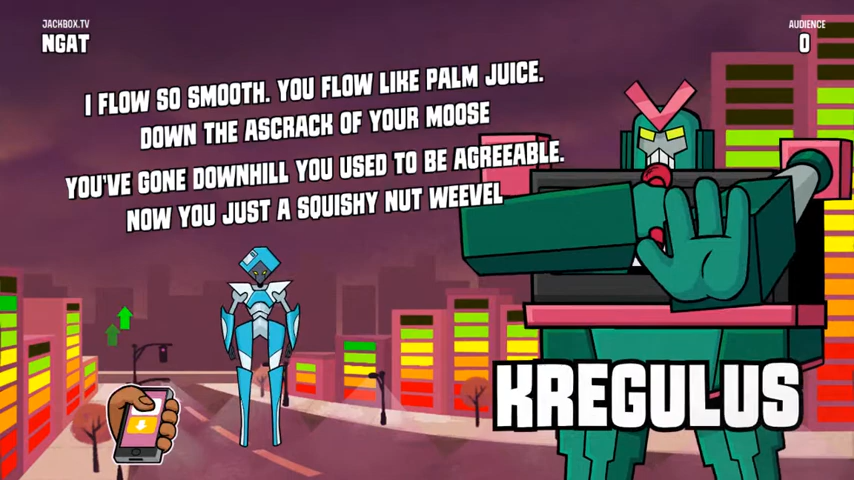 JACKBOX.TV
NGAT
AUDIENCE
0
I FLOW SO SMOOTH. YOU FLOW LIKE PALM JUICE.
DOWN THE ASCRACK OF YOUR MOOSE
YOU'VE GONE DOWNHILL YOU USED TO BE AGREEABLE.
NOW YOU JUST A SQUISHY NUT WEEVEL
KREGULUS